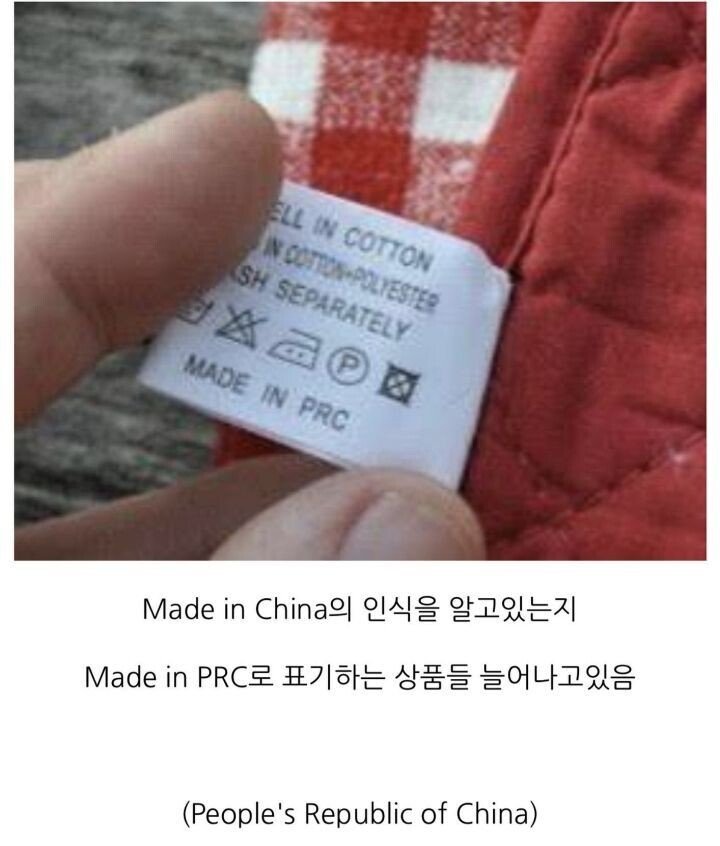 ELL IN COTTON
IN COTTON+POLYESTER
SH SEPARATELY
P
MADE IN PRC
Made in China의 인식을 알고있는지
Made in PRC로 표기하는 상품들 늘어나고있음
(People's Republic of China)